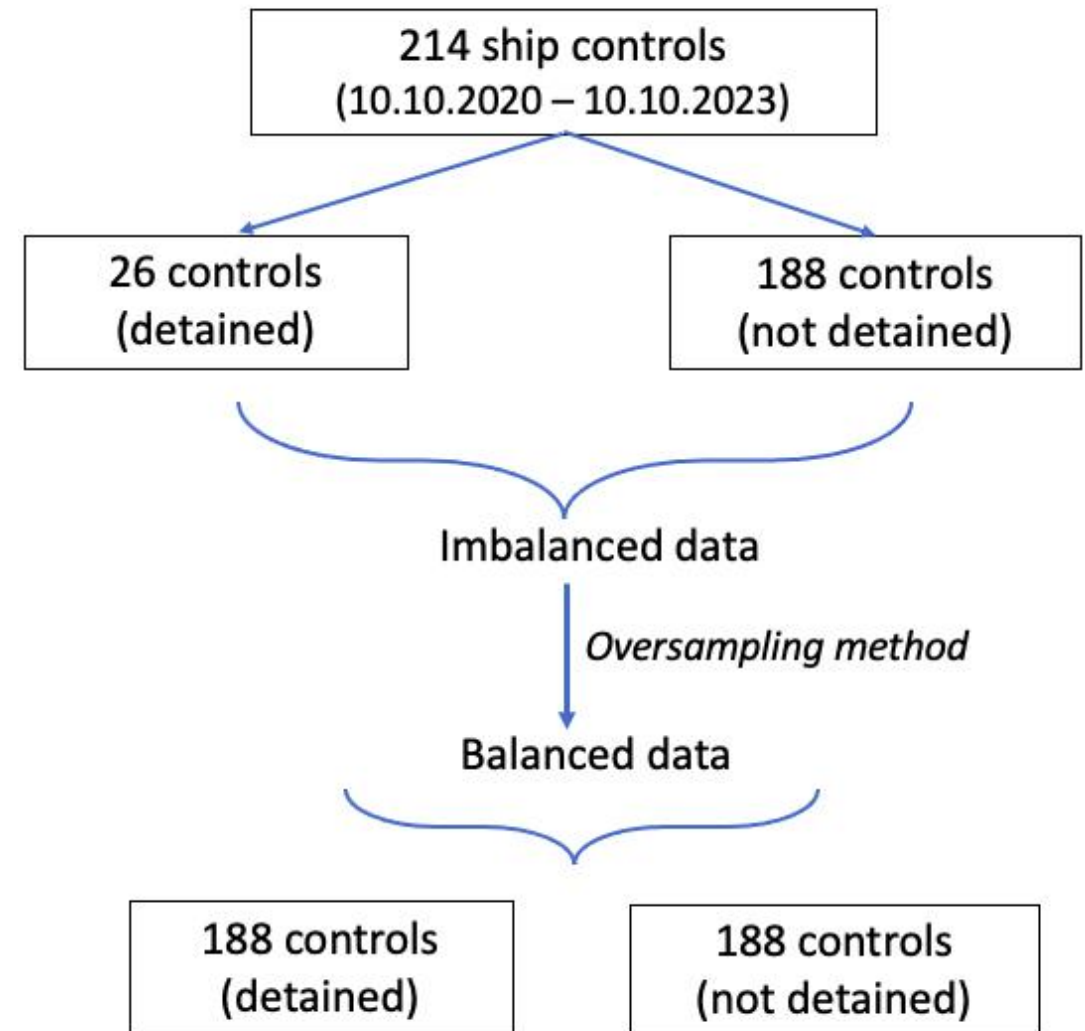 214 ship controls
(10.10.2020 – 10.10.2023)
26 controls
(detained)
188 controls
(not detained)
Imbalanced data
Oversampling method
Balanced data
188 controls
(detained)
188 controls
(not detained)